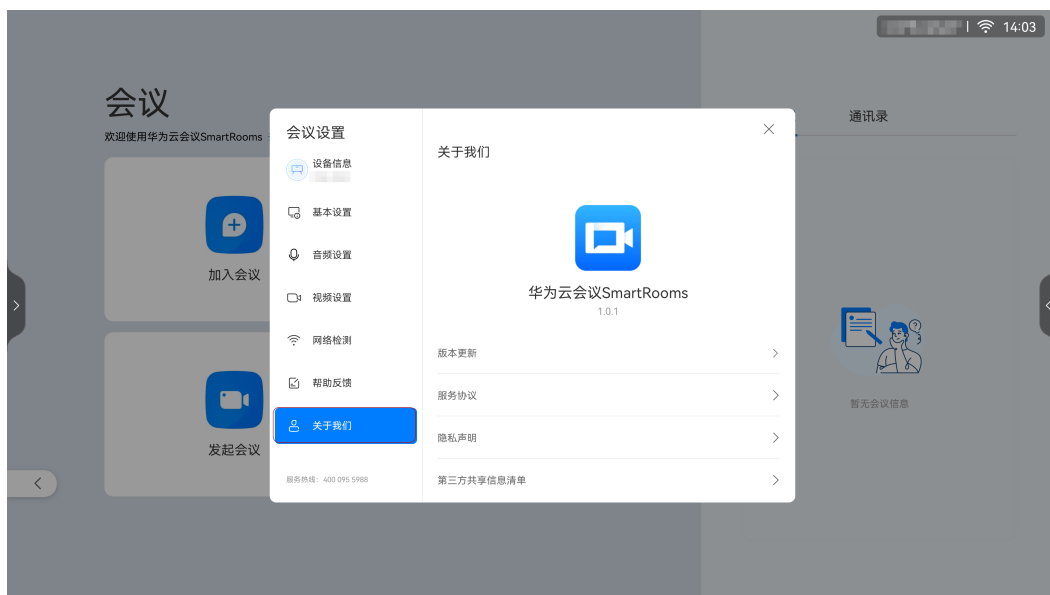 14:03
会议
欢迎使用华为云会议SmartRooms
加入会议
发起会议
会议设置
设备信息
基本设置
音频设置
视频设置
网络检测
帮助反馈
关于我们
服务热线：400 095 5988
关于我们
华为云会议SmartRooms
1.0.1
版本更新
服务协议
隐私声明
第三方共享信息清单
通讯录
暂无会议信息